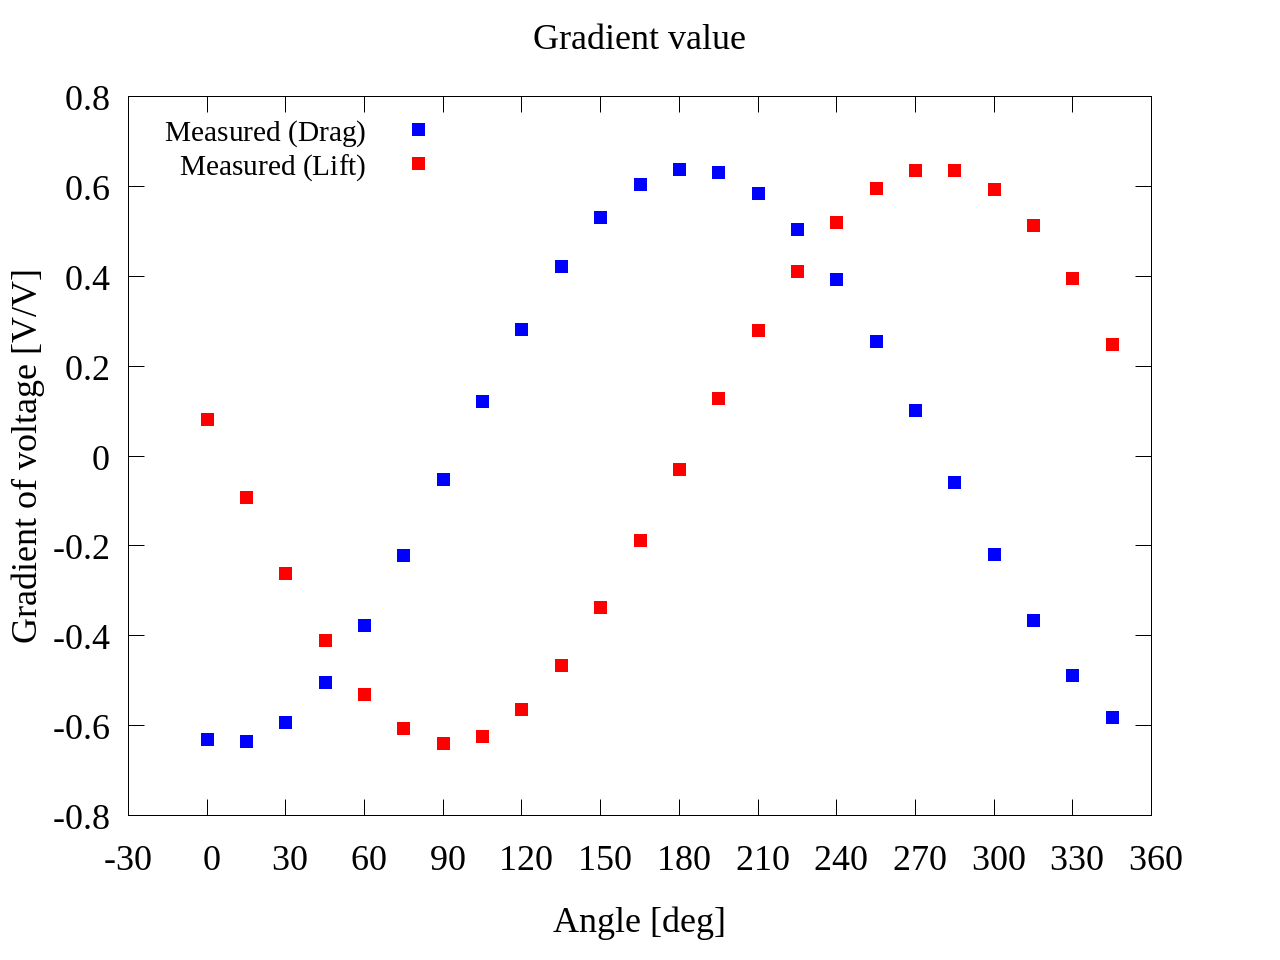 Gradient value
Measured (Drag)
Measured (Lift)
Gradient of voltage [V/V]
0.8
0.6
0.4
0.2
0
-0.2
-0.4
-0.6
-0.8
-30 0 30 60 90 120 150 180 210 240 270 300 330 360
Angle [deg]